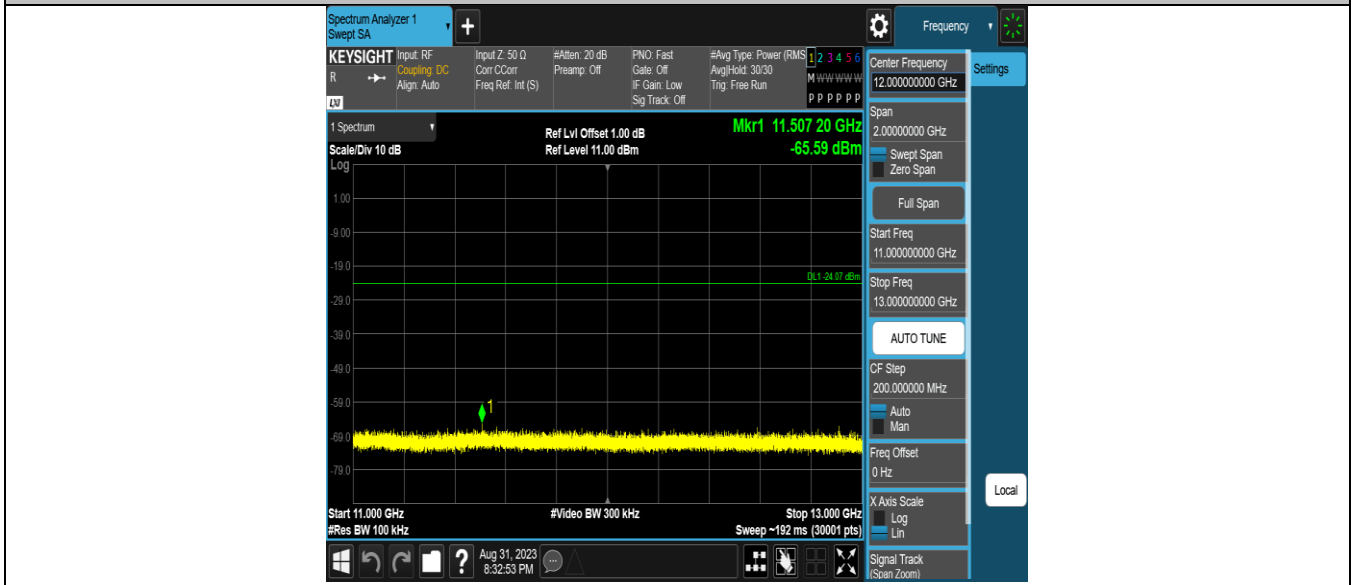 Spectrum Analyzer 1
Swept SA
+
Frequency
KEYSIGHT
R
LXI
Input: RF
Coupling: DC
Align: Auto
Input Z: 50 Ω
Corr CCorr
Freq Ref: Int (S)
#Atten: 20 dB
Preamp: Off
PNO: Fast
Gate: Off
IF Gain: Low
Sig Track: Off
#Avg Type: Power (RMS
Avg|Hold: 30/30
Trig: Free Run
1 2 3 4 5 6
M W W W W W
P P P P P P
1 Spectrum
Scale/Div 10 dB
Ref Lvl Offset 1.00 dB
Ref Level 11.00 dBm
Mkr1 11.507 20 GHz
-65.59 dBm
Log
1.00
-9.00
-19.0
-29.0
-39.0
-49.0
-59.0
-69.0
-79.0
DL1 -24.07 dBm
1
Start 11.000 GHz
#Res BW 100 kHz
#Video BW 300 kHz
Stop 13.000 GHz
Sweep ~192 ms (30001 pts)
?
Aug 31, 2023
8:32:53 PM
Center Frequency
12.000000000 GHz
Span
2.00000000 GHz
Swept Span
Zero Span
Full Span
Start Freq
11.000000000 GHz
Stop Freq
13.000000000 GHz
AUTO TUNE
CF Step
200.000000 MHz
Auto
Man
Freq Offset
0 Hz
X Axis Scale
Log
Lin
Signal Track
(Span Zoom)
Settings
Local